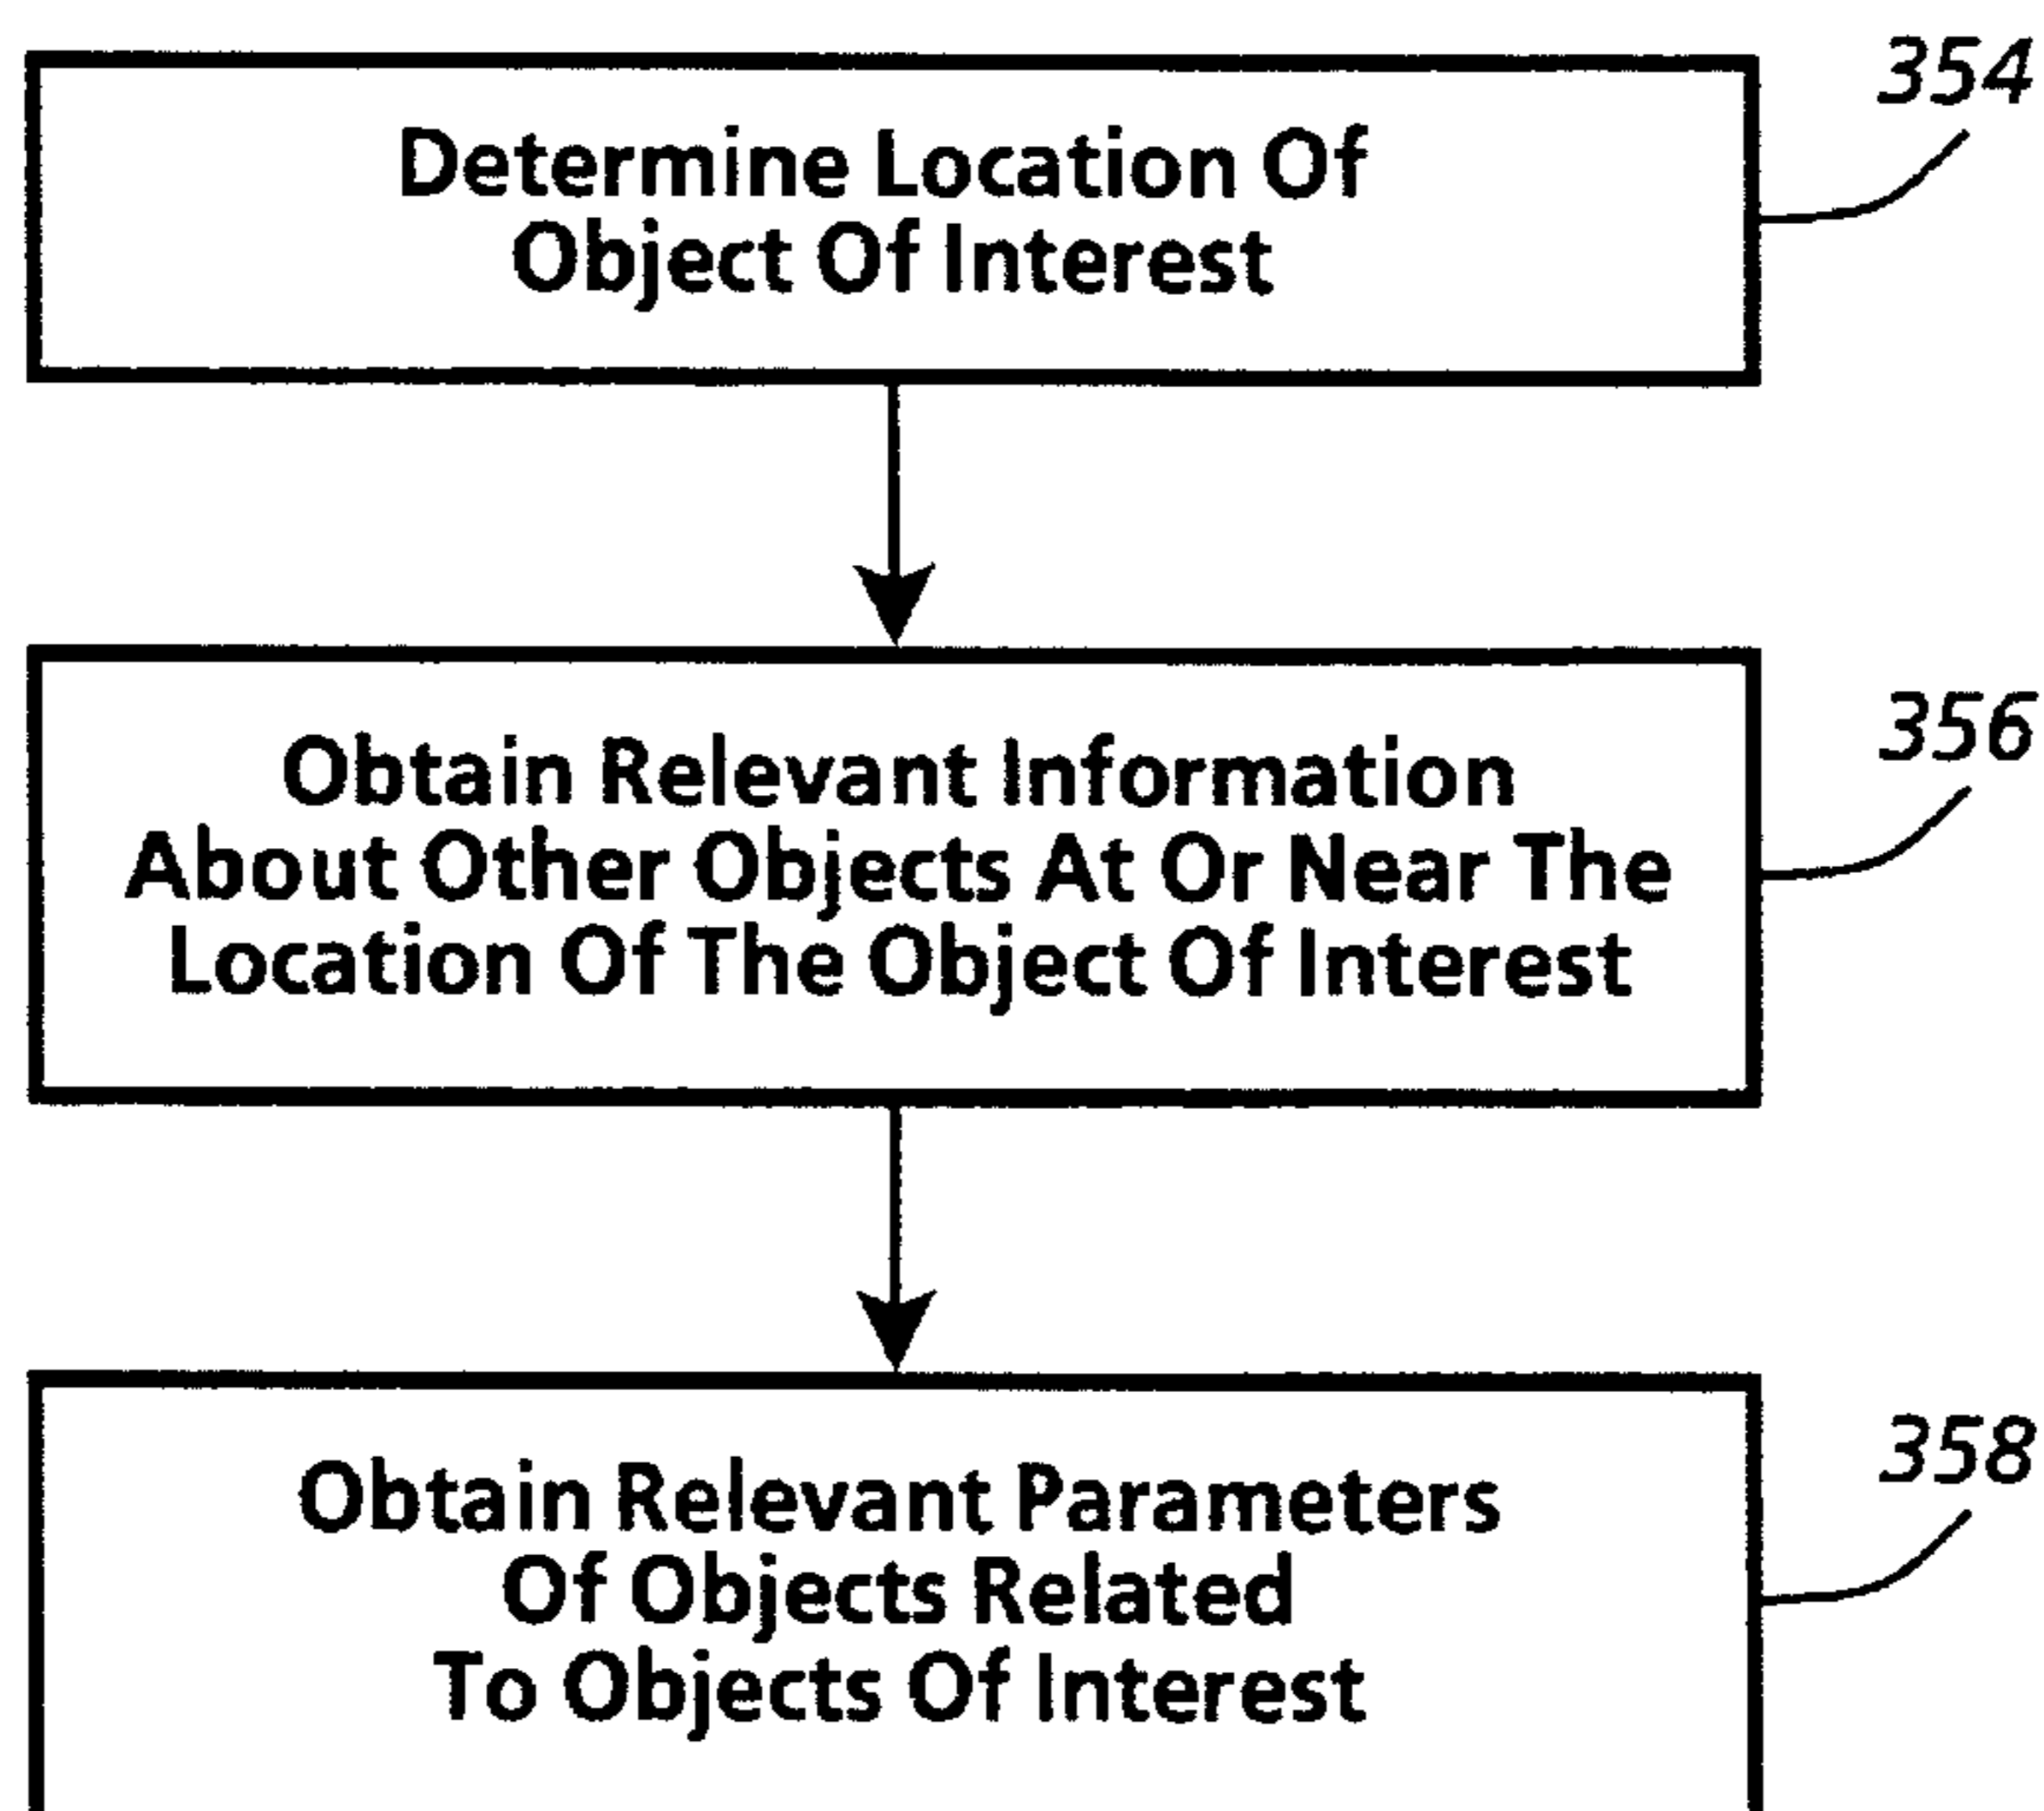 354
Determine Location Of
Object Of Interest
356
Obtain Relevant Information
About Other Objects At Or Near The
Location Of The Object Of Interest
358
Obtain Relevant Parameters
Of Objects Related
To Objects Of Interest